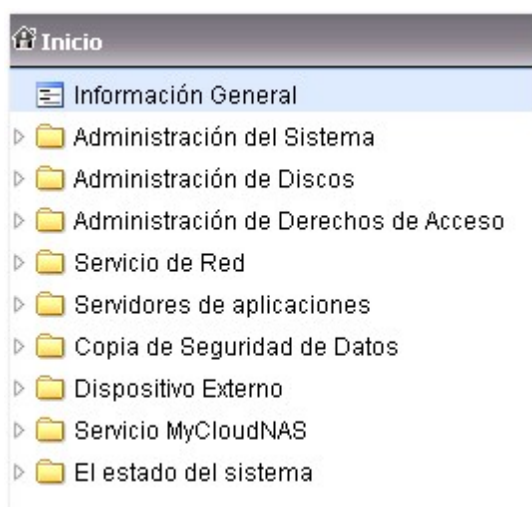 Inicio
Información General
Administración del Sistema
Administración de Discos
Administración de Derechos de Acceso
Servicio de Red
Servidores de aplicaciones
Copia de Seguridad de Datos
Dispositivo Externo
Servicio MyCloudNAS
El estado del sistema